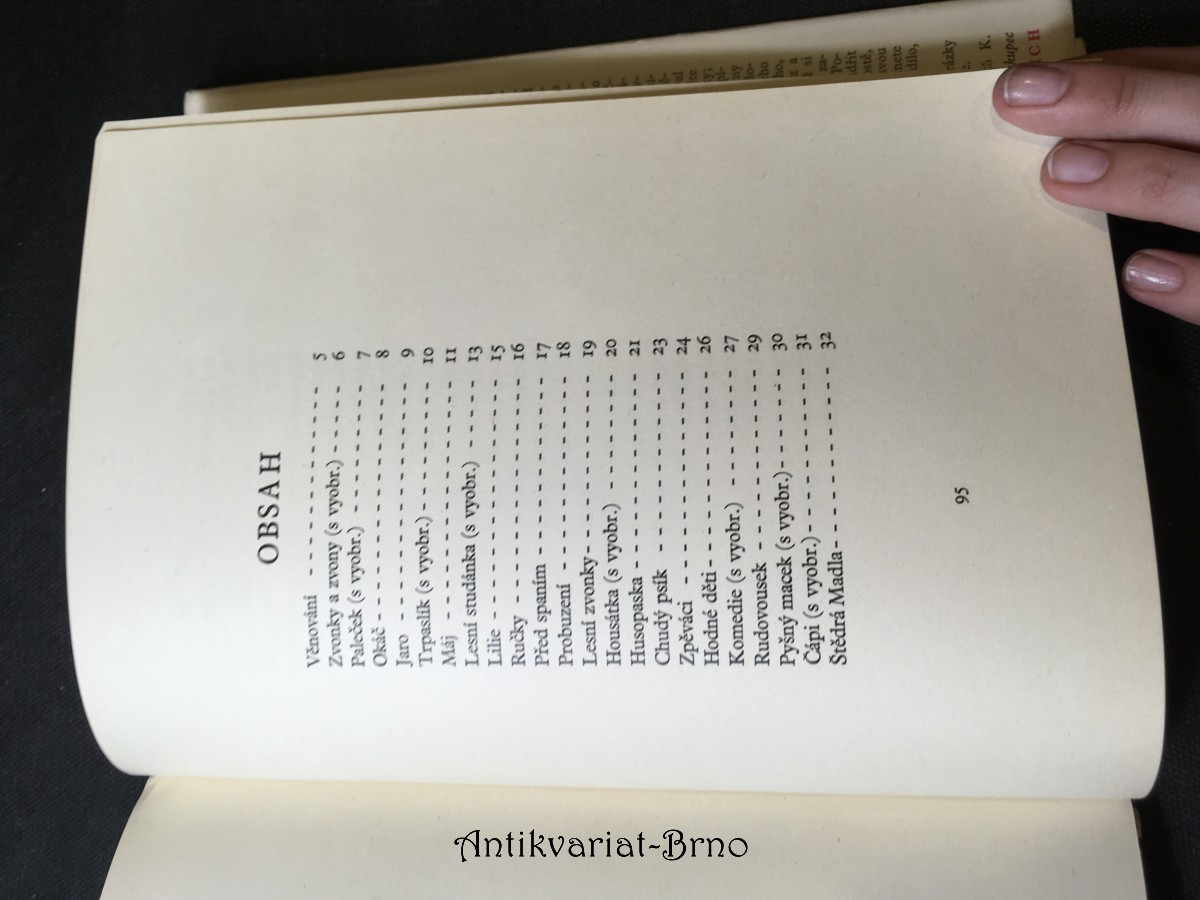 OBSAH
Věnování - - - - - - - - - - - - - - - 5
Zvonky a zvony (s vyobr.) - - - - - - 6
Paleček (s vyobr.) - - - - - - - - - - 7
Okáč - - - - - - - - - - - - - - - - - 8
Jaro - - - - - - - - - - - - - - - - - 9
Trpaslík (s vyobr.) - - - - - - - - - - 10
Máj - - - - - - - - - - - - - - - - - 11
Lesní studánka (s vyobr.) - - - - - - 13
Lilie - - - - - - - - - - - - - - - - - 15
Ručky - - - - - - - - - - - - - - - - 16
Před spaním - - - - - - - - - - - - - 17
Probuzení - - - - - - - - - - - - - - 18
Lesní zvonky - - - - - - - - - - - - - 19
Housátka (s vyobr.) - - - - - - - - - 20
Husopaska - - - - - - - - - - - - - - 21
Chudý psík - - - - - - - - - - - - - 23
Zpěváci - - - - - - - - - - - - - - - 24
Hodné děti - - - - - - - - - - - - - - 26
Komedie (s vyobr.) - - - - - - - - - 27
Rudovousek - - - - - - - - - - - - - 29
Pyšný macek (s vyobr.) - - - - - - - 30
Čápi (s vyobr.) - - - - - - - - - - - - 31
Štědrá Madla - - - - - - - - - - - - - 32
95
Antikvariat-Brno